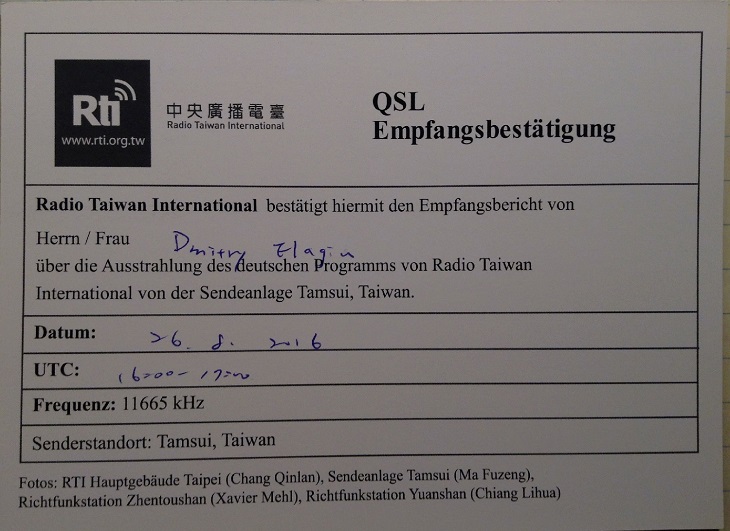 Rti
www.rti.org.tw
中央廣播電臺
Radio Taiwan International
QSL
Empfangsbestätigung
Radio Taiwan International bestätigt hiermit den Empfangsbericht von
Herrn / Frau Dmitry Elagin
über die Ausstrahlung des deutschen Programms von Radio Taiwan
International von der Sendeanlage Tamsui, Taiwan.
Datum: 26. 8. 2016
UTC: 16:00-17:00
Frequenz: 11665 kHz
Senderstandort: Tamsui, Taiwan
Fotos: RTI Hauptgebäude Taipei (Chang Qinlan), Sendeanlage Tamsui (Ma Fuzeng),
Richtfunkstation Zhentoushan (Xavier Mehl), Richtfunkstation Yuanshan (Chiang Lihua)